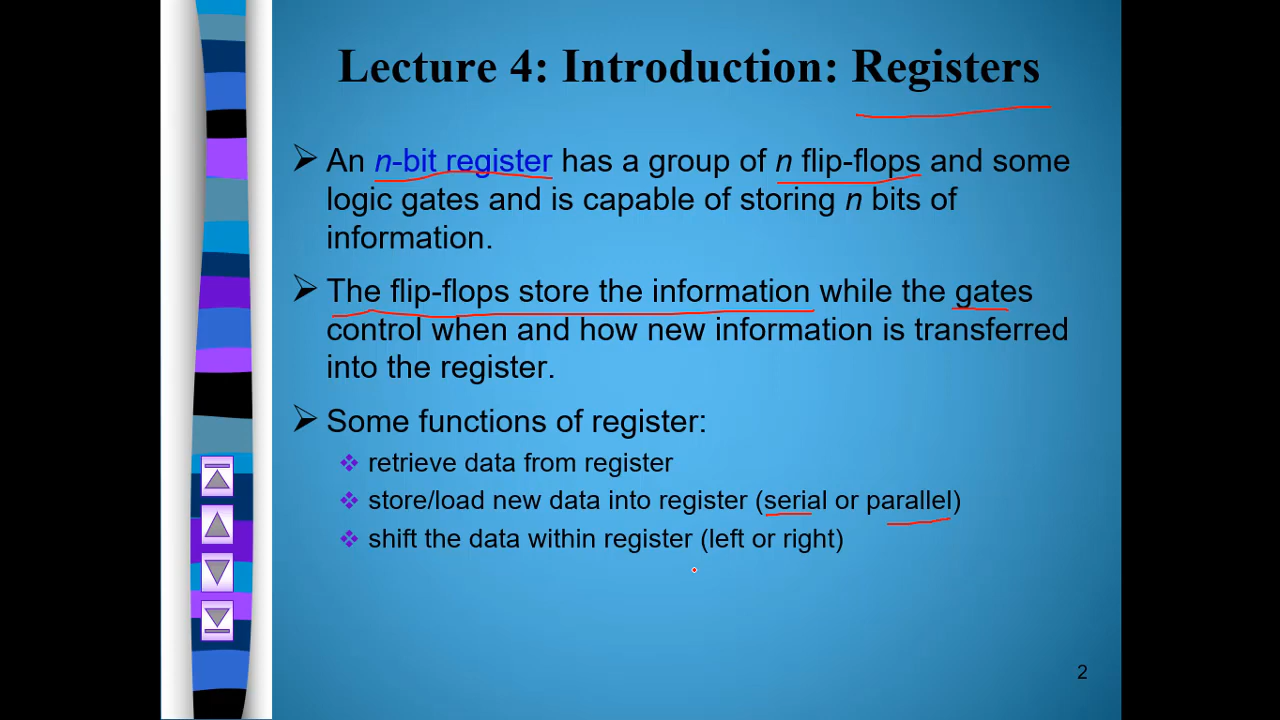 Lecture 4: Introduction: Registers
An n-bit register has a group of n flip-flops and some
logic gates and is capable of storing n bits of
information.
The flip-flops store the information while the gates
control when and how new information is transferred
into the register.
Some functions of register:
retrieve data from register
store/load new data into register (serial or parallel)
shift the data within register (left or right)
2